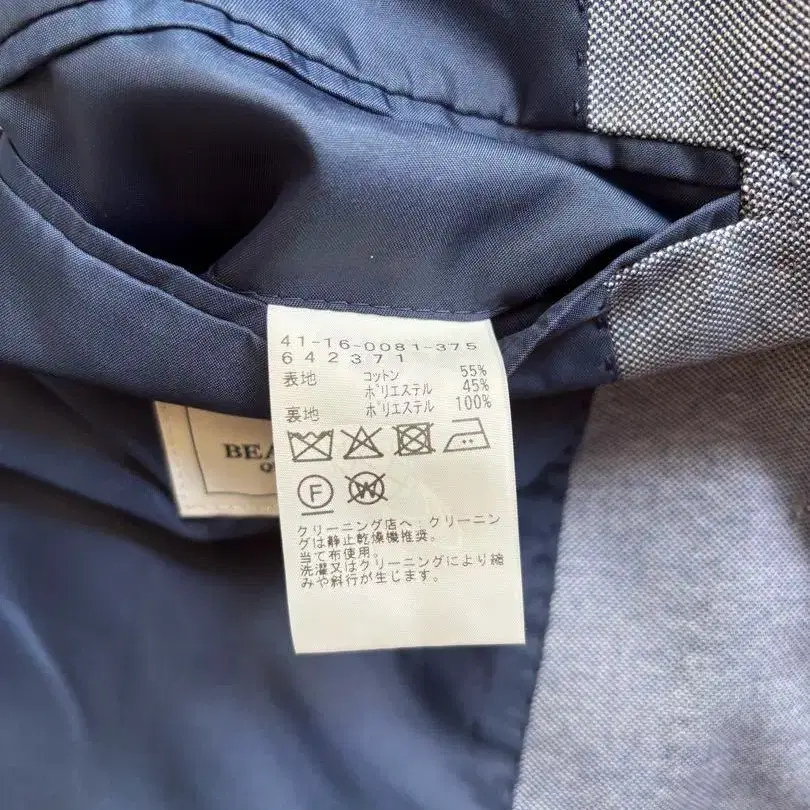 41-16-0081-375
642371
表地 コットン 55%
ポリエステル 45%
裏地 ポリエステル 100%
F W
クリーニング店へ クリーニン
グは静止乾燥機推奨。
当て布使用。
洗濯又はクリーニングにより縮
みや斜行が生じます。
BEA